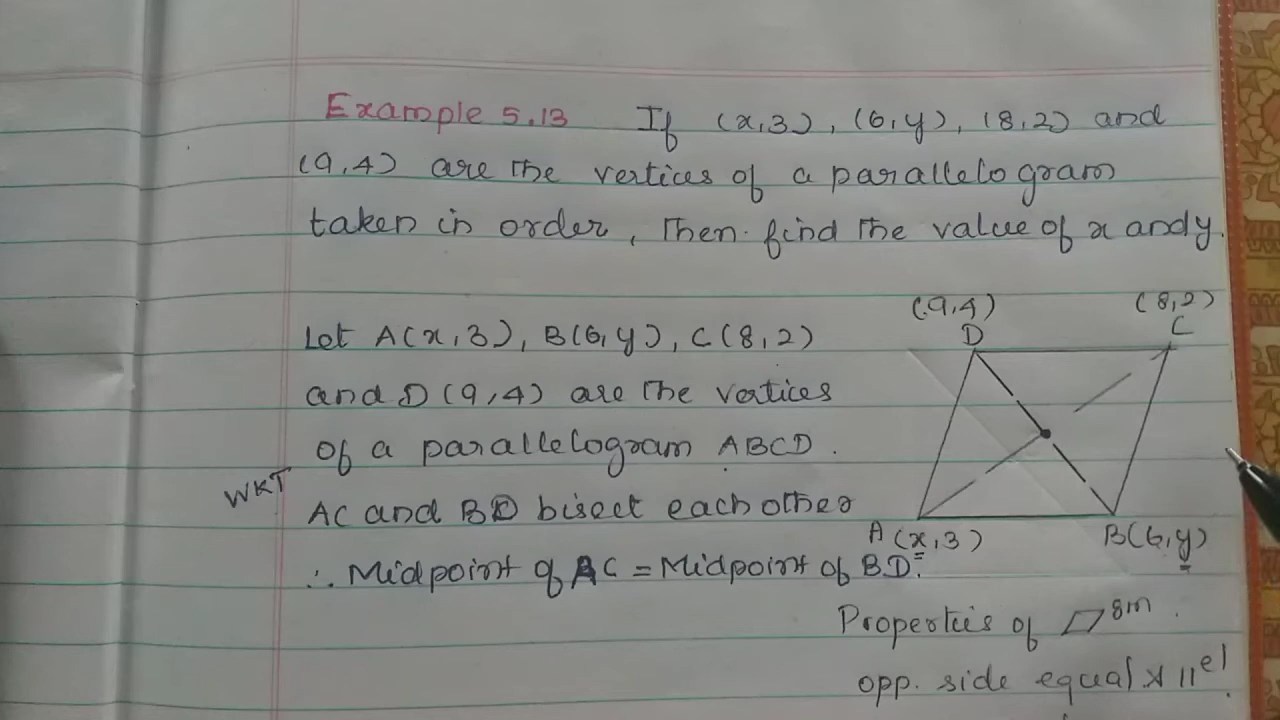 Example 5.13 If (x,3), (6,y), (8,2) and
(9,4) are the vertices of a parallelogram
taken in order, then find the value of x and y.
(9,4) (8,2)
D C
Let A(x,3), B(6,y), C(8,2)
and D(9,4) are the vertices
of a parallelogram ABCD.
WKT
AC and BD bisect each other
A(x,3) B(6,y)
∴ Midpoint of AC = Midpoint of BD.
Properties of ▱gm.
opp. side equal & ||el.